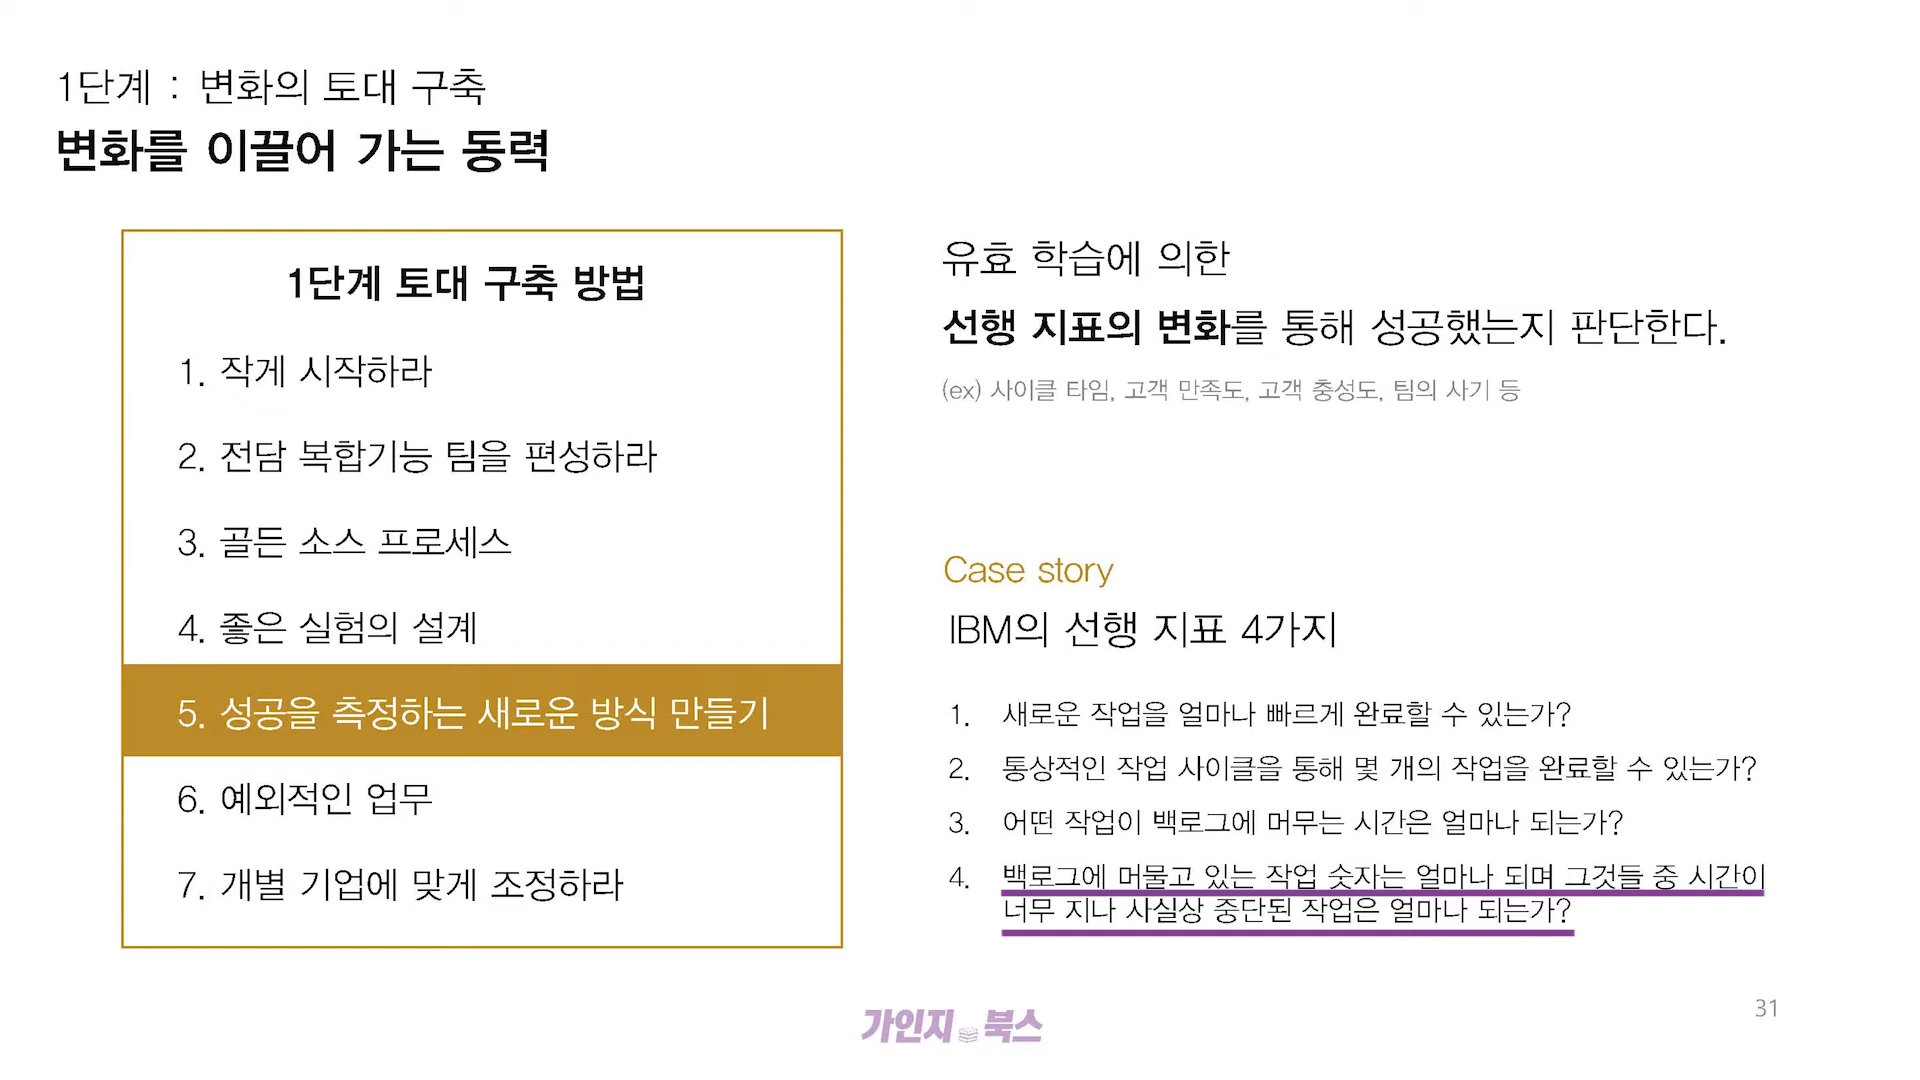 1단계 : 변화의 토대 구축
변화를 이끌어 가는 동력
1단계 토대 구축 방법
1. 작게 시작하라
2. 전담 복합기능 팀을 편성하라
3. 골든 소스 프로세스
4. 좋은 실험의 설계
5. 성공을 측정하는 새로운 방식 만들기
6. 예외적인 업무
7. 개별 기업에 맞게 조정하라
유효 학습에 의한
선행 지표의 변화를 통해 성공했는지 판단한다.
(ex) 사이클 타임, 고객 만족도, 고객 충성도, 팀의 사기 등
Case story
IBM의 선행 지표 4가지
1. 새로운 작업을 얼마나 빠르게 완료할 수 있는가?
2. 통상적인 작업 사이클을 통해 몇 개의 작업을 완료할 수 있는가?
3. 어떤 작업이 백로그에 머무는 시간은 얼마나 되는가?
4. 백로그에 머물고 있는 작업 숫자는 얼마나 되며 그것들 중 시간이
너무 지나 사실상 중단된 작업은 얼마나 되는가?
가인지 북스
31